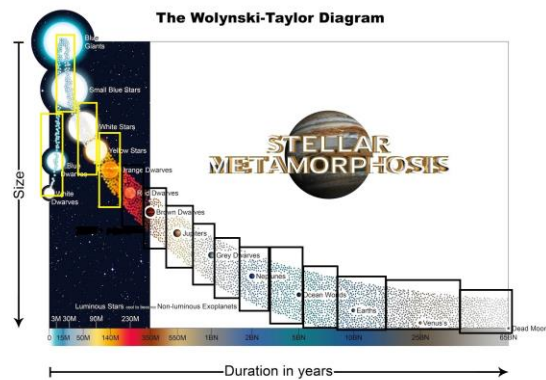 The Wolynski-Taylor Diagram
Blue
Giants
Small Blue Stars
White Stars
Yellow Stars
Orange Dwarves
Blue
Dwarves
White
Dwarves
Red Dwarves
Brown Dwarves
Jupiters
Grey Dwarves
Neptunes
Ocean Worlds
Earths
Venus's
Dead Moon
STELLAR
METAMORPHOSIS
Size
Luminous Stars
Non-luminous Exoplanets
3M 30M 90M 230M
0 15M 50M 140M 550M 1BN 2BN 5BN 10BN 25BN 65BN
Duration in years